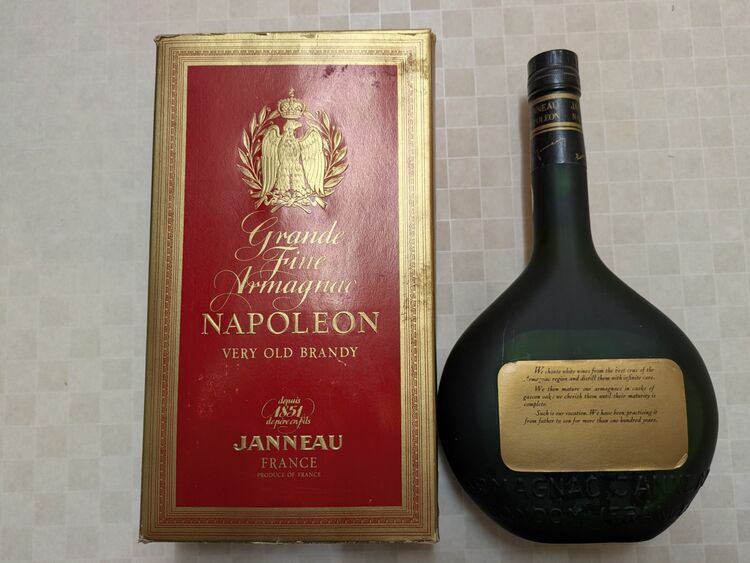 Grande
Fine
Armagnac
NAPOLEON
VERY OLD BRANDY
depuis
1851
de père en fils
JANNEAU
FRANCE
PRODUCE OF FRANCE
We choose white wines from the best crus of the
Armagnac region and distill them with infinite care.
We then mature our armagnacs in casks of
gascon oak: we cherish them until their maturity is
complete.
Such is our vocation. We have been practising it
from father to son for more than one hundred years.